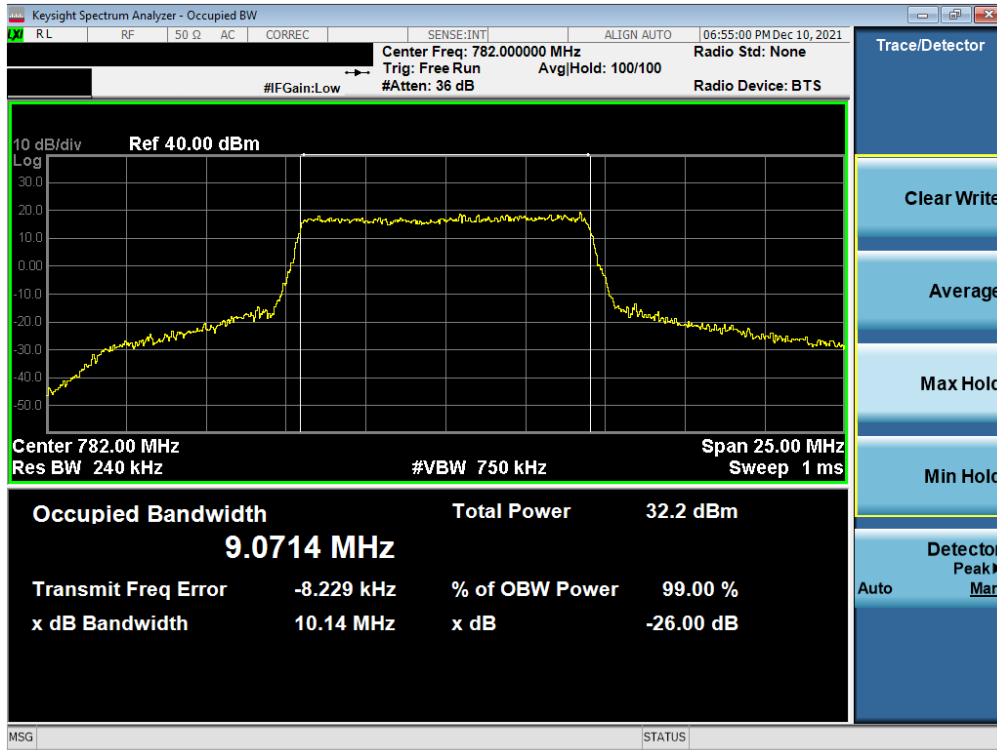 Keysight Spectrum Analyzer - Occupied BW
LXI RL RF 50 Ω AC CORREC SENSE:INT ALIGN AUTO 06:55:00 PM Dec 10, 2021
Center Freq: 782.000000 MHz Radio Std: None
Trig: Free Run Avg|Hold: 100/100
#IFGain:Low #Atten: 36 dB Radio Device: BTS
10 dB/div Ref 40.00 dBm
Log
30.0
20.0
10.0
0.00
-10.0
-20.0
-30.0
-40.0
-50.0
Center 782.00 MHz Span 25.00 MHz
Res BW 240 kHz #VBW 750 kHz Sweep 1 ms
Occupied Bandwidth Total Power 32.2 dBm
9.0714 MHz
Transmit Freq Error -8.229 kHz % of OBW Power 99.00 %
x dB Bandwidth 10.14 MHz x dB -26.00 dB
MSG STATUS
Trace/Detector
Clear Write
Average
Max Hold
Min Hold
Detector
Peak
Auto Man